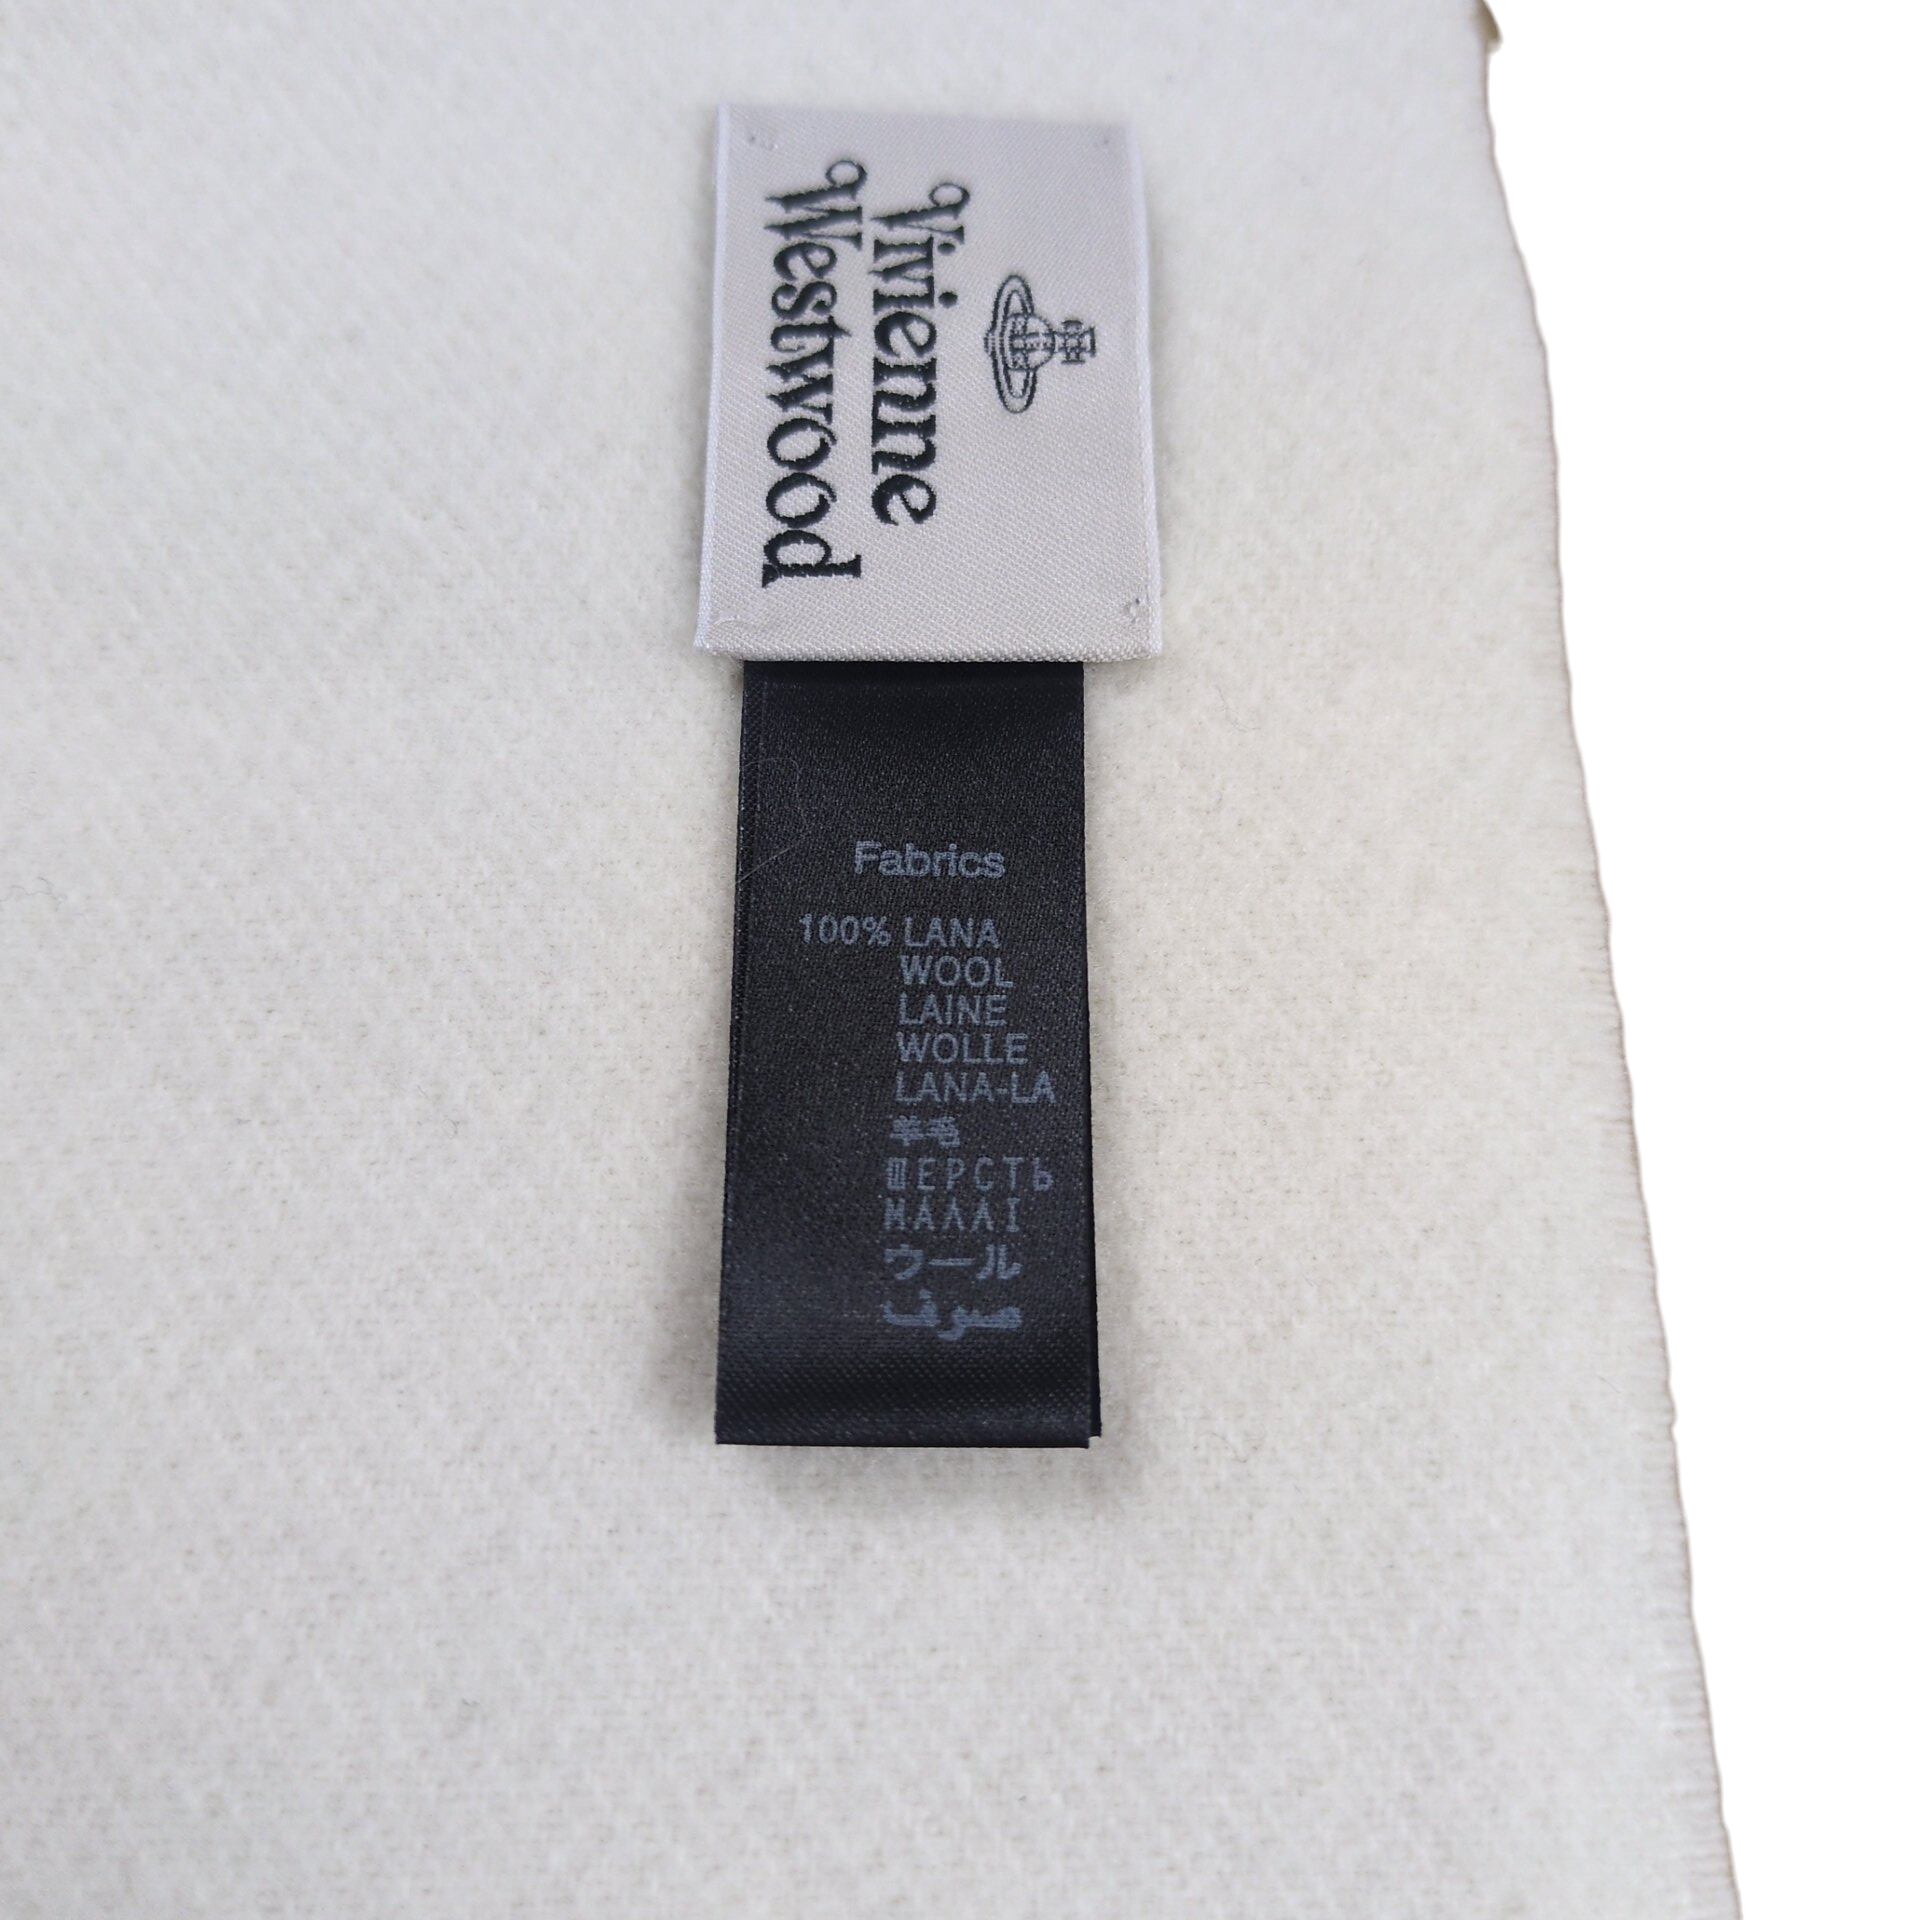 Vivienne
Westwood
Fabrics
100% LANA
WOOL
LAINE
WOLLE
LANA-LA
羊毛
ШЕРСТЬ
ΜΑΛΛΙ
ウール
صوف